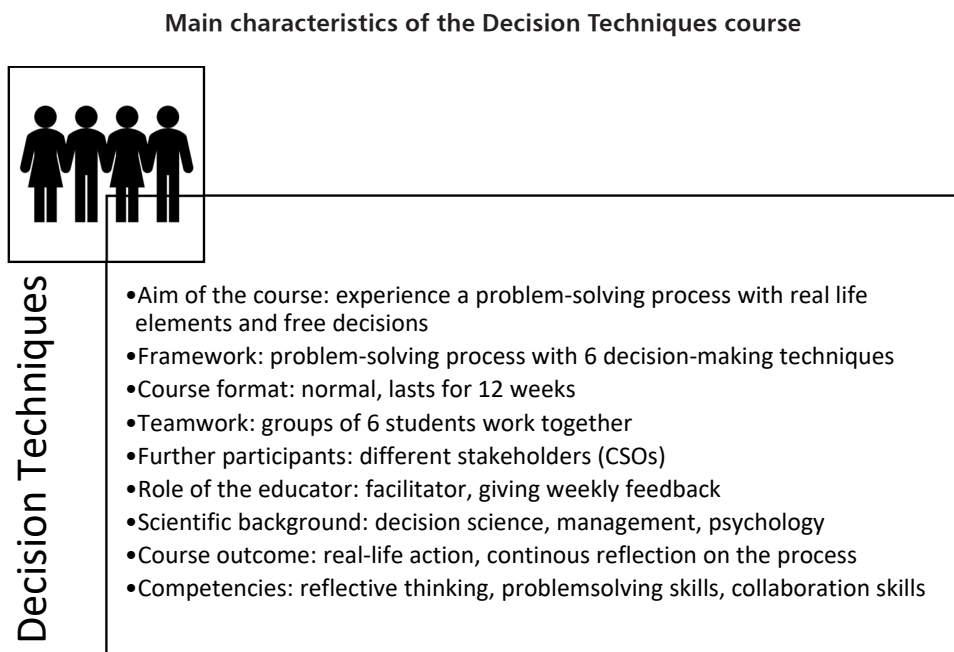 Main characteristics of the Decision Techniques course
Decision Techniques
•Aim of the course: experience a problem-solving process with real life
elements and free decisions
•Framework: problem-solving process with 6 decision-making techniques
•Course format: normal, lasts for 12 weeks
•Teamwork: groups of 6 students work together
•Further participants: different stakeholders (CSOs)
•Role of the educator: facilitator, giving weekly feedback
•Scientific background: decision science, management, psychology
•Course outcome: real-life action, continous reflection on the process
•Competencies: reflective thinking, problemsolving skills, collaboration skills